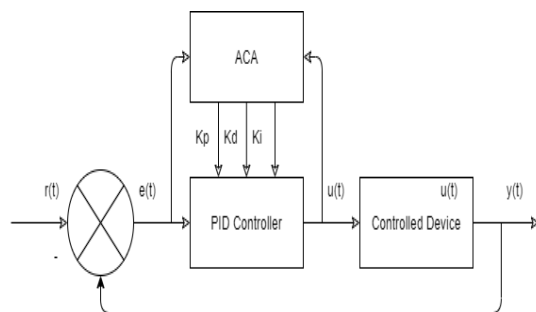 ACA
Kp Kd Ki
r(t) e(t) u(t) u(t) y(t)
PID Controller Controlled Device
-